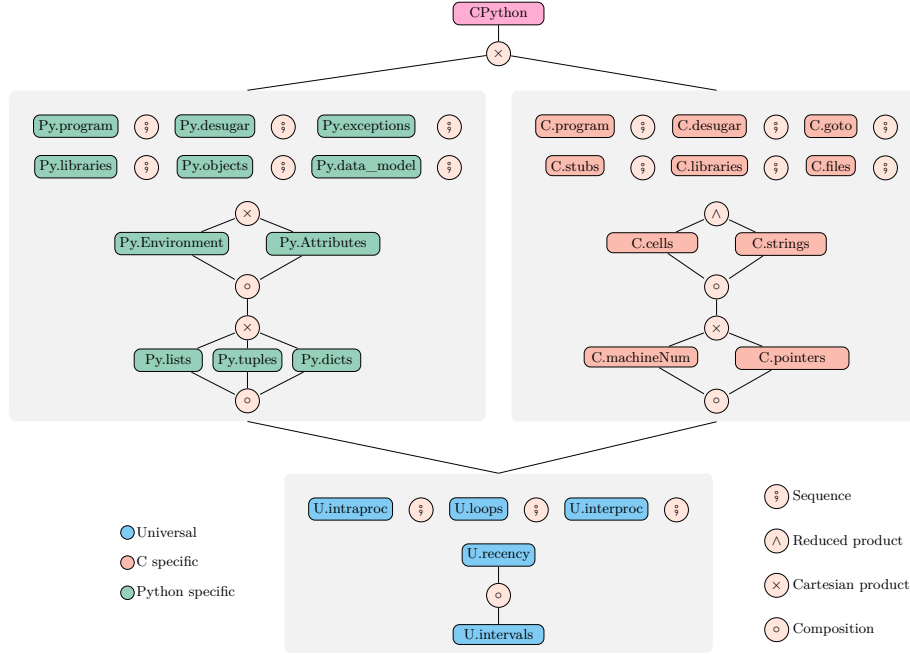 CPython
×
Py.program ⨟ Py.desugar ⨟ Py.exceptions ⨟
Py.libraries ⨟ Py.objects ⨟ Py.data_model ⨟
×
Py.Environment Py.Attributes
∘
×
Py.lists Py.tuples Py.dicts
∘
C.program ⨟ C.desugar ⨟ C.goto ⨟
C.stubs ⨟ C.libraries ⨟ C.files ⨟
∧
C.cells C.strings
∘
×
C.machineNum C.pointers
∘
U.intraproc ⨟ U.loops ⨟ U.interproc ⨟
U.recency
∘
U.intervals
Universal
C specific
Python specific
⨟ Sequence
∧ Reduced product
× Cartesian product
∘ Composition